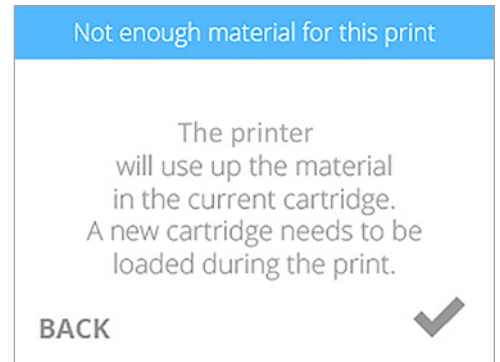 Not enough material for this print
The printer
will use up the material
in the current cartridge.
A new cartridge needs to be
loaded during the print.
BACK